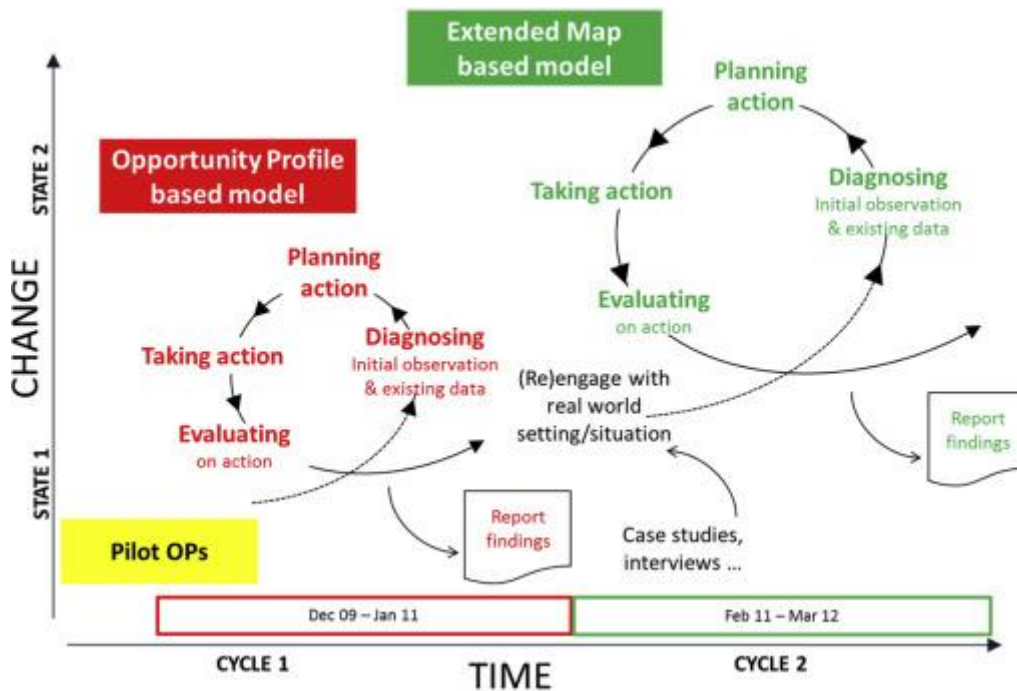 Extended Map
based model
Planning
action
Opportunity Profile
based model
Taking action
Diagnosing
Initial observation
& existing data
Evaluating
on action
Planning
action
Taking action
Diagnosing
Initial observation
& existing data
Evaluating
on action
(Re)engage with
real world
setting/situation
Report
findings
Report
findings
Case studies,
interviews ...
Pilot OPs
CHANGE
STATE 2
STATE 1
Dec 09 – Jan 11
Feb 11 – Mar 12
CYCLE 1
TIME
CYCLE 2